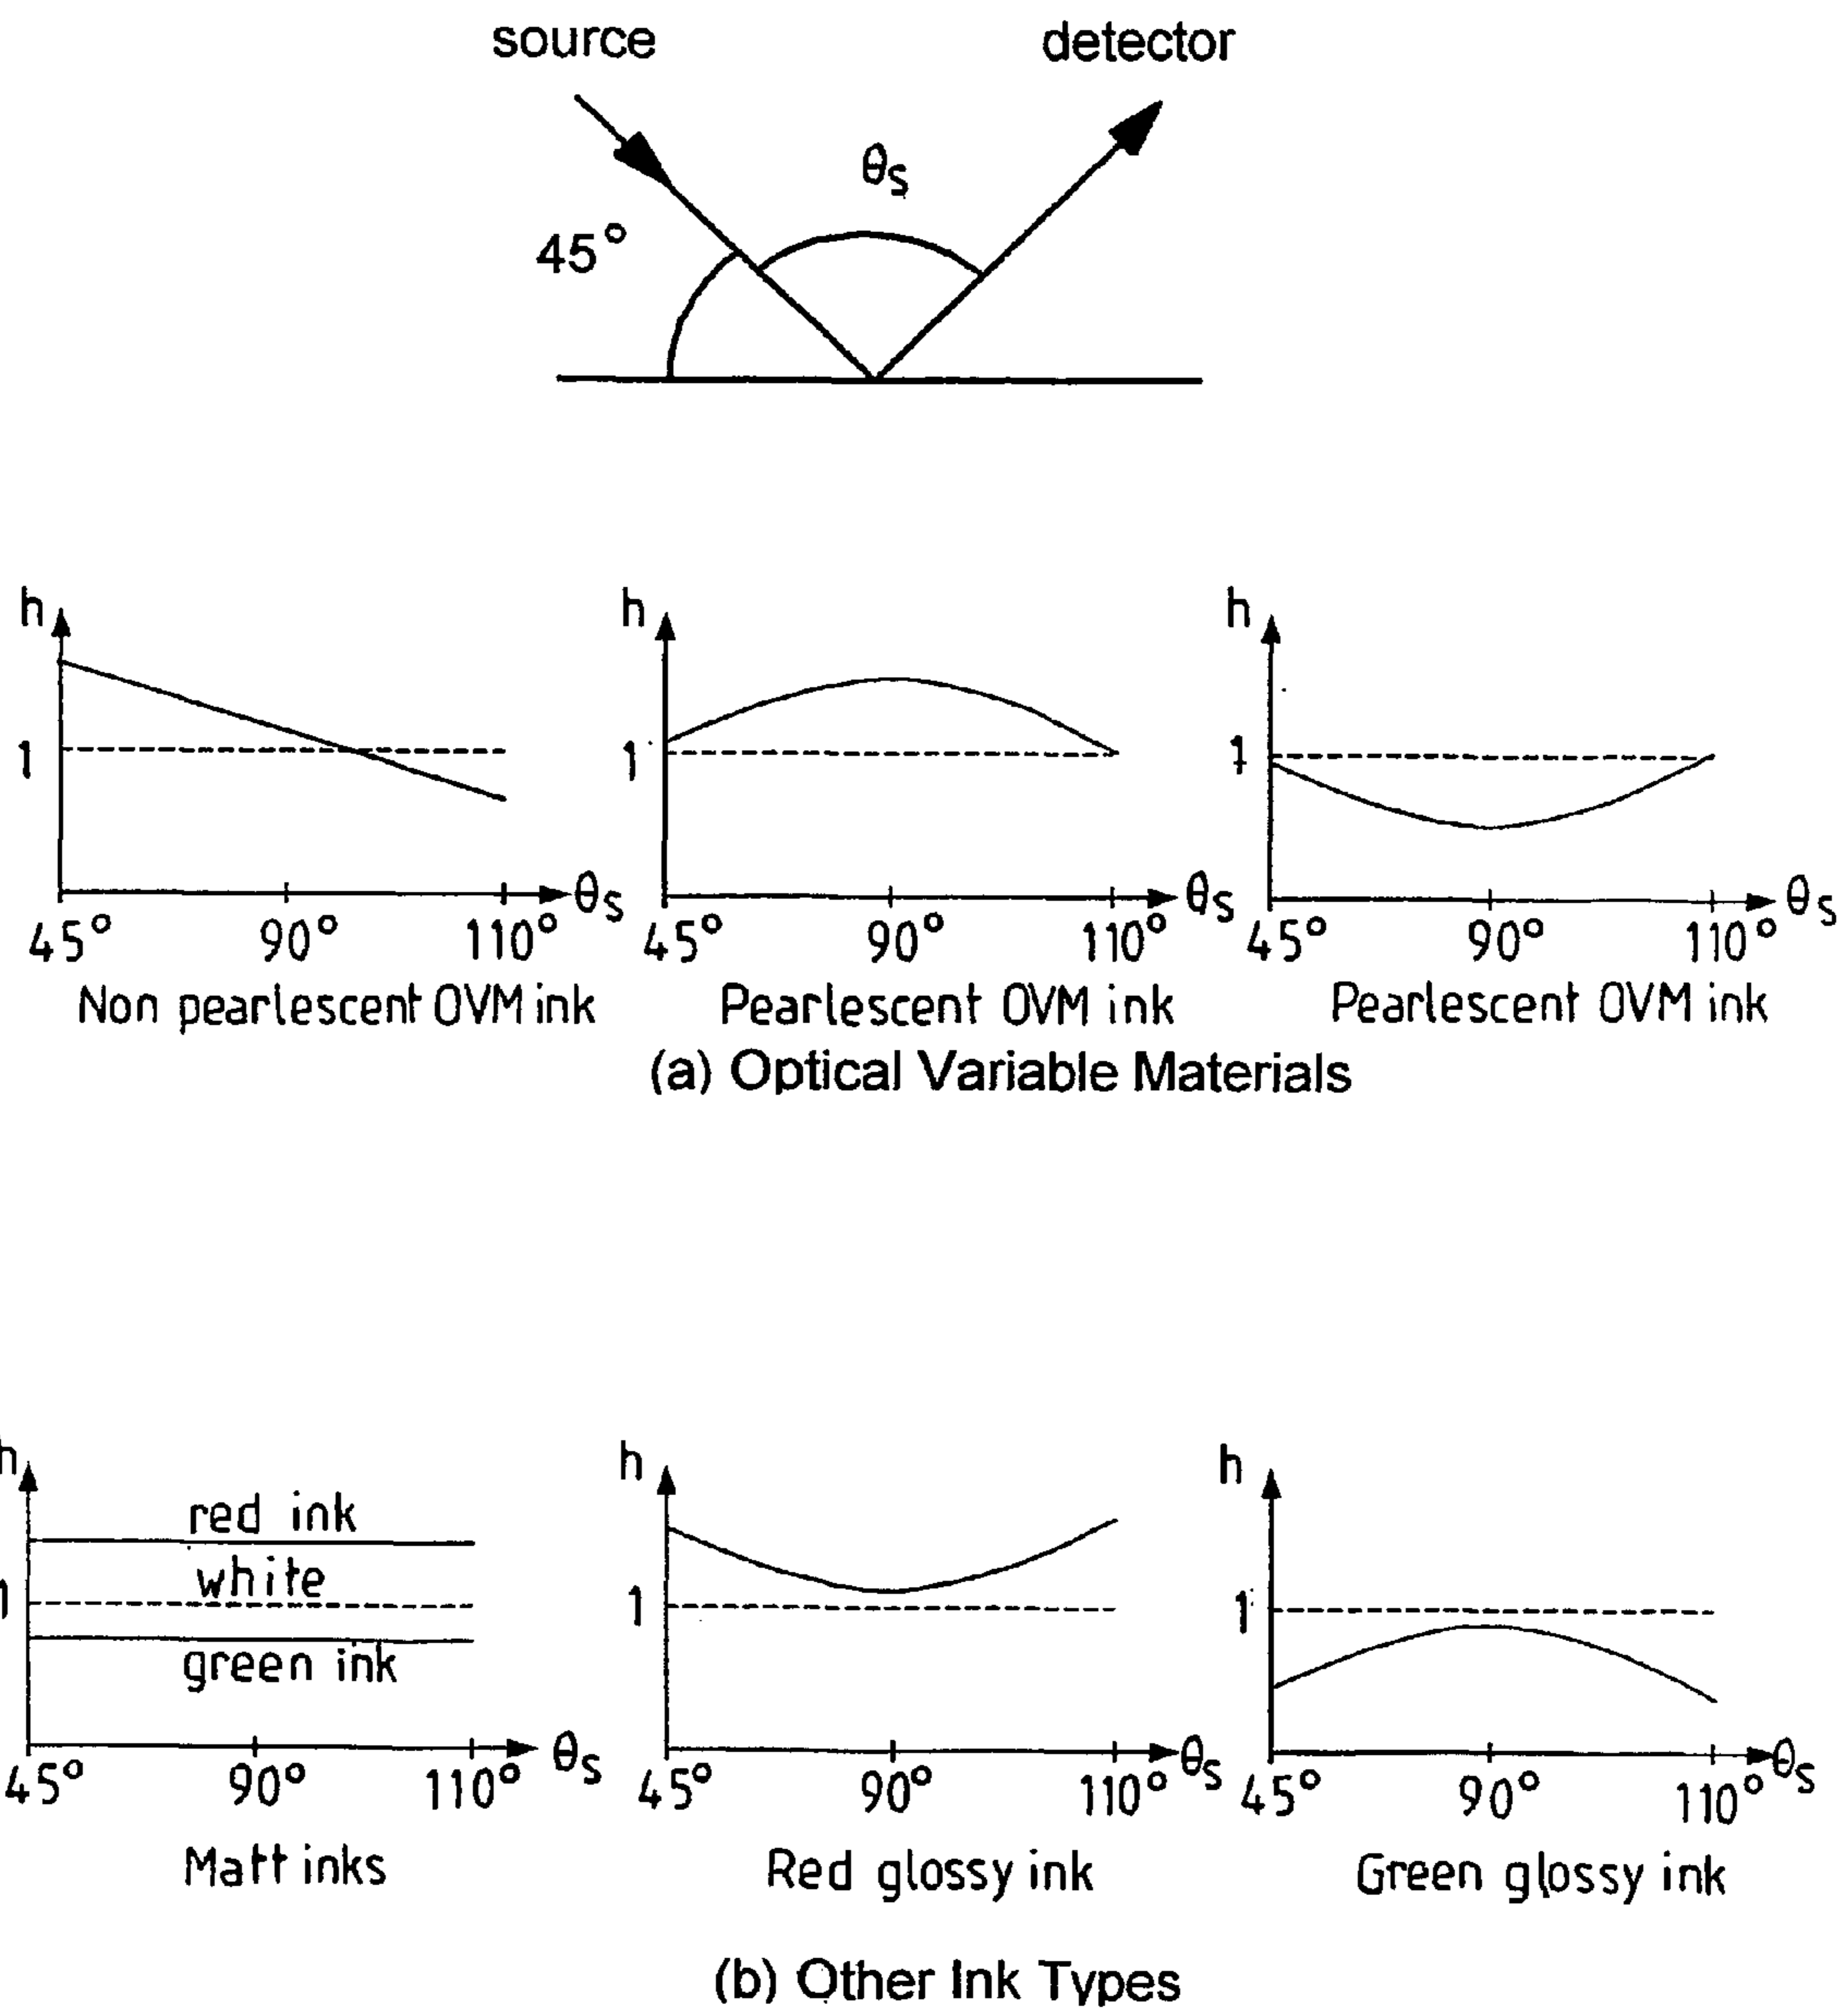 source detector
θs
45°
h h h
1 1 1
45° 90° 110° θs 45° 90° 110° θs 45° 90° 110° θs
Non pearlescent OVM ink Pearlescent OVM ink Pearlescent OVM ink
(a) Optical Variable Materials
h h h
red ink
white
1 1 1
green ink
45° 90° 110° θs 45° 90° 110° θs 45° 90° 110° θs
Matt inks Red glossy ink Green glossy ink
(b) Other Ink Types